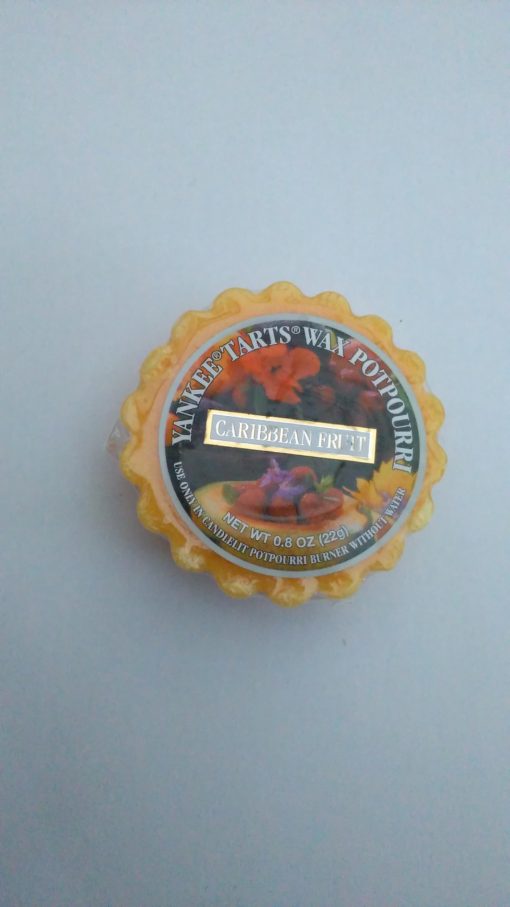 YANKEE® TARTS® WAX POTPOURRI
CARIBBEAN FRUIT
NET WT 0.8 OZ (22g)
USE ONLY IN CANDLELIT POTPOURRI BURNER WITHOUT WATER